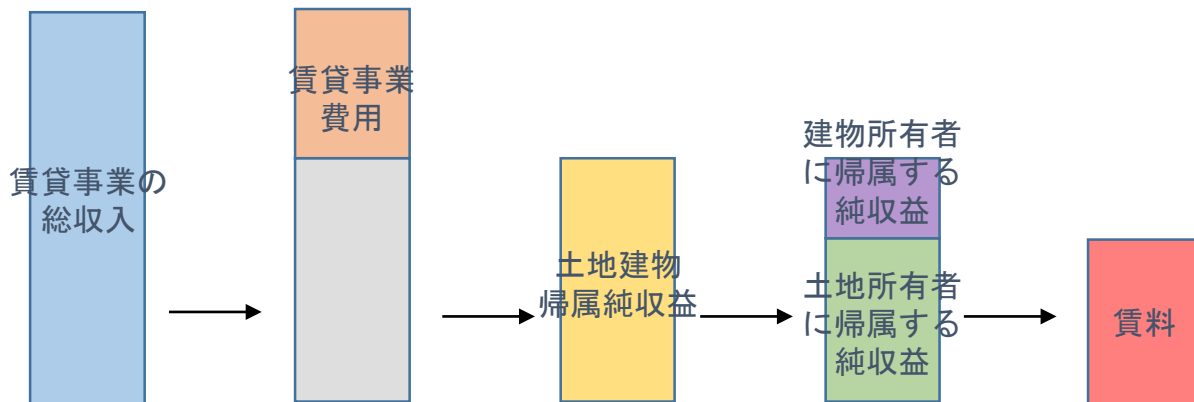 賃貸事業の
総収入
賃貸事業
費用
土地建物
帰属純収益
建物所有者
に帰属する
純収益
土地所有者
に帰属する
純収益
賃料